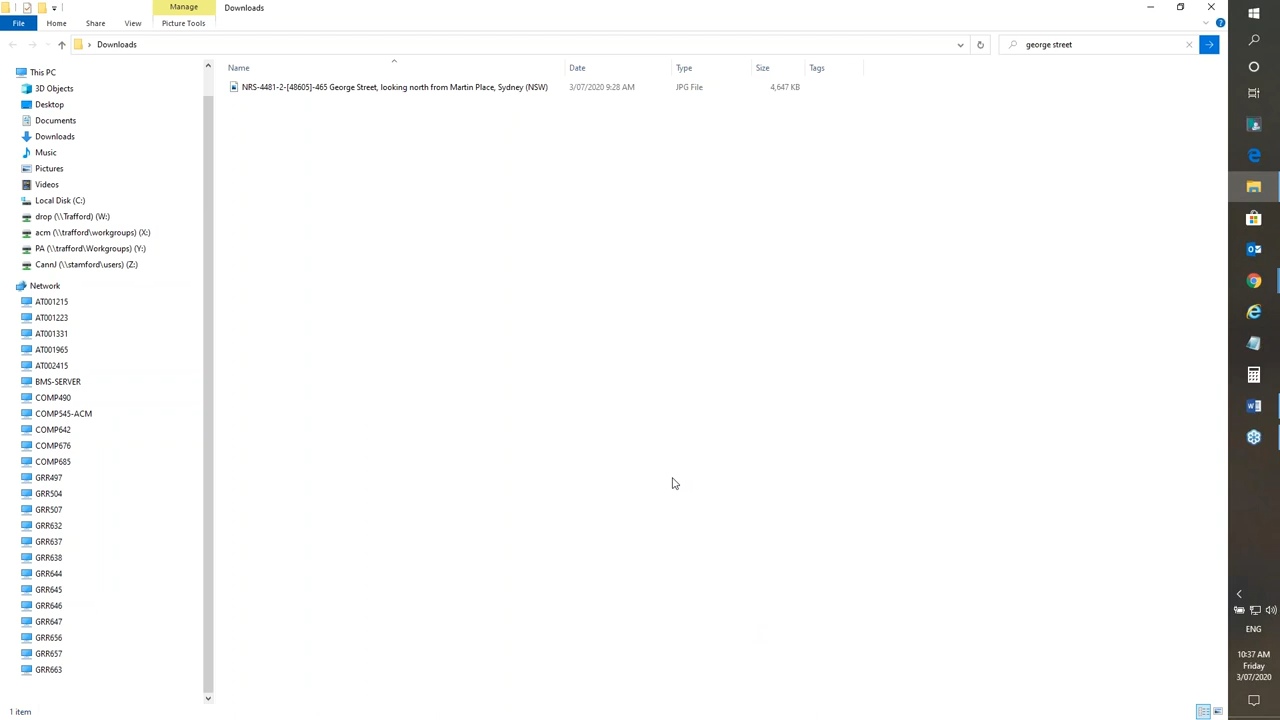 Manage
Downloads
File
Home
Share
View
Picture Tools
Downloads
george street
Name
Date
Type
Size
Tags
NRS-4481-2-[48605]-465 George Street, looking north from Martin Place, Sydney (NSW)
3/07/2020 9:28 AM
JPG File
4,647 KB
This PC
3D Objects
Desktop
Documents
Downloads
Music
Pictures
Videos
Local Disk (C:)
drop (\\Trafford) (W:)
acm (\\trafford\workgroups) (X:)
PA (\\trafford\Workgroups) (Y:)
CannJ (\\stamford\users) (Z:)
Network
AT001215
AT001223
AT001331
AT001965
AT002415
BMS-SERVER
COMP490
COMP545-ACM
COMP642
COMP676
COMP685
GRR497
GRR504
GRR507
GRR632
GRR637
GRR638
GRR644
GRR645
GRR646
GRR647
GRR656
GRR657
GRR663
1 item
ENG
10:37 AM
Friday
3/07/2020